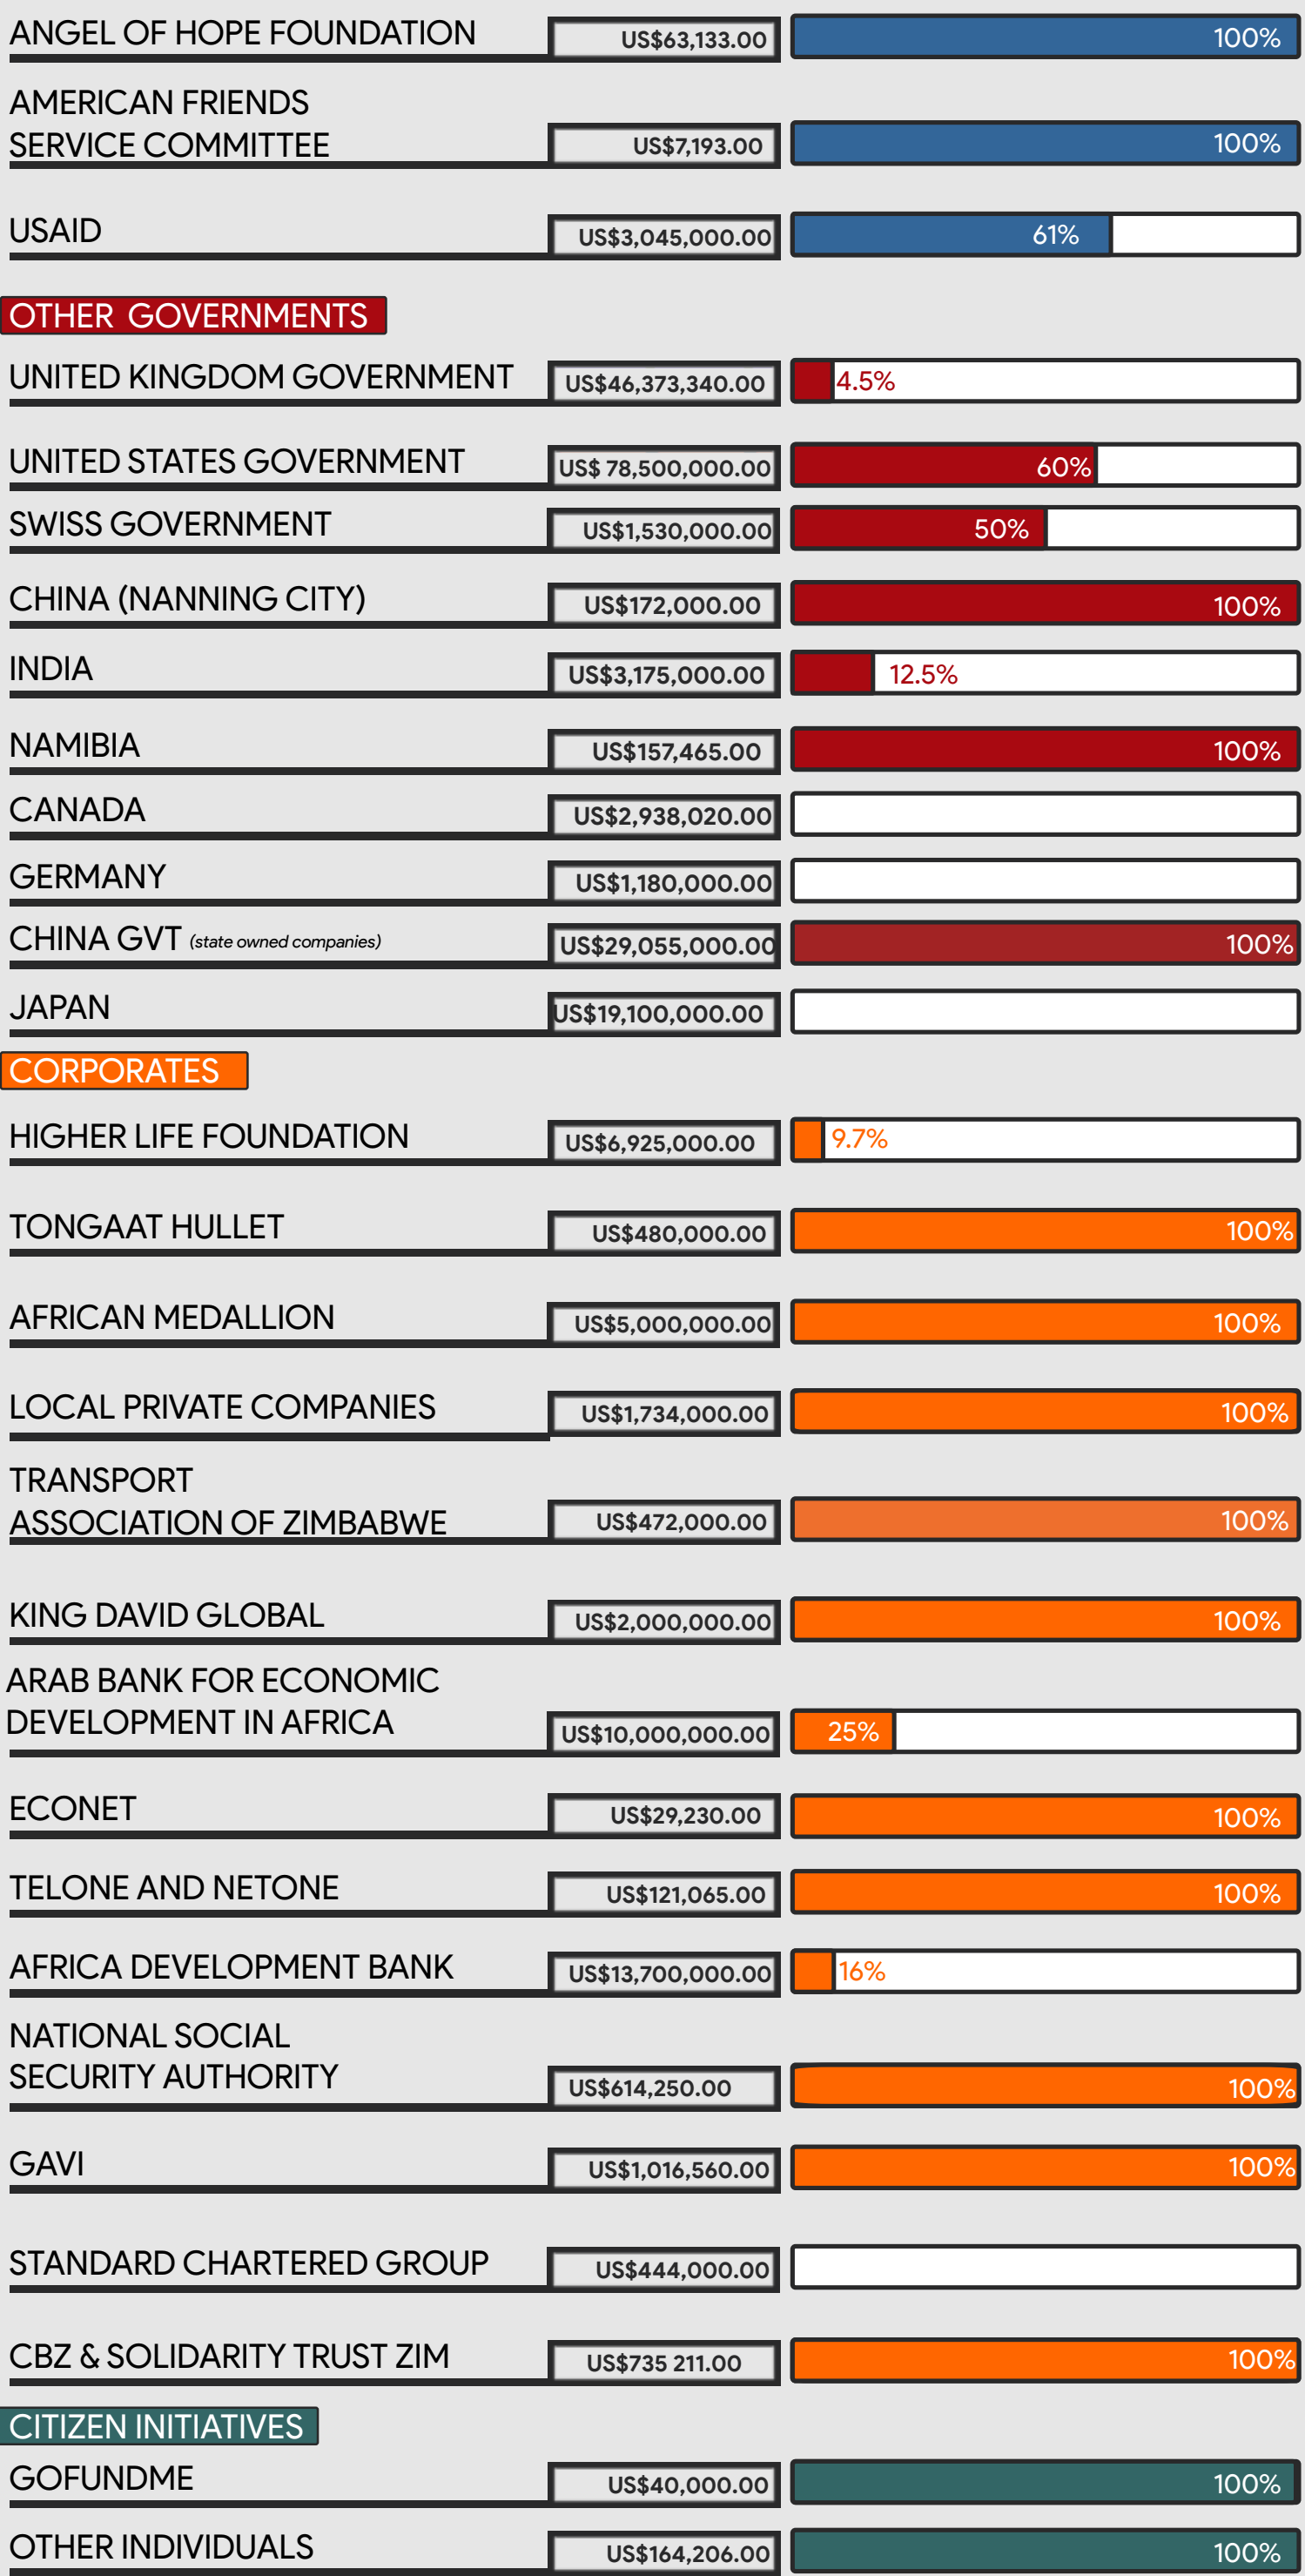 ANGEL OF HOPE FOUNDATION US$63,133.00 100%
AMERICAN FRIENDS
SERVICE COMMITTEE US$7,193.00 100%
USAID US$3,045,000.00 61%
OTHER GOVERNMENTS
UNITED KINGDOM GOVERNMENT US$46,373,340.00 4.5%
UNITED STATES GOVERNMENT US$ 78,500,000.00 60%
SWISS GOVERNMENT US$1,530,000.00 50%
CHINA (NANNING CITY) US$172,000.00 100%
INDIA US$3,175,000.00 12.5%
NAMIBIA US$157,465.00 100%
CANADA US$2,938,020.00
GERMANY US$1,180,000.00
CHINA GVT (state owned companies) US$29,055,000.00 100%
JAPAN US$19,100,000.00
CORPORATES
HIGHER LIFE FOUNDATION US$6,925,000.00 9.7%
TONGAAT HULLET US$480,000.00 100%
AFRICAN MEDALLION US$5,000,000.00 100%
LOCAL PRIVATE COMPANIES US$1,734,000.00 100%
TRANSPORT
ASSOCIATION OF ZIMBABWE US$472,000.00 100%
KING DAVID GLOBAL US$2,000,000.00 100%
ARAB BANK FOR ECONOMIC
DEVELOPMENT IN AFRICA US$10,000,000.00 25%
ECONET US$29,230.00 100%
TELONE AND NETONE US$121,065.00 100%
AFRICA DEVELOPMENT BANK US$13,700,000.00 16%
NATIONAL SOCIAL
SECURITY AUTHORITY US$614,250.00 100%
GAVI US$1,016,560.00 100%
STANDARD CHARTERED GROUP US$444,000.00
CBZ & SOLIDARITY TRUST ZIM US$735 211.00 100%
CITIZEN INITIATIVES
GOFUNDME US$40,000.00 100%
OTHER INDIVIDUALS US$164,206.00 100%